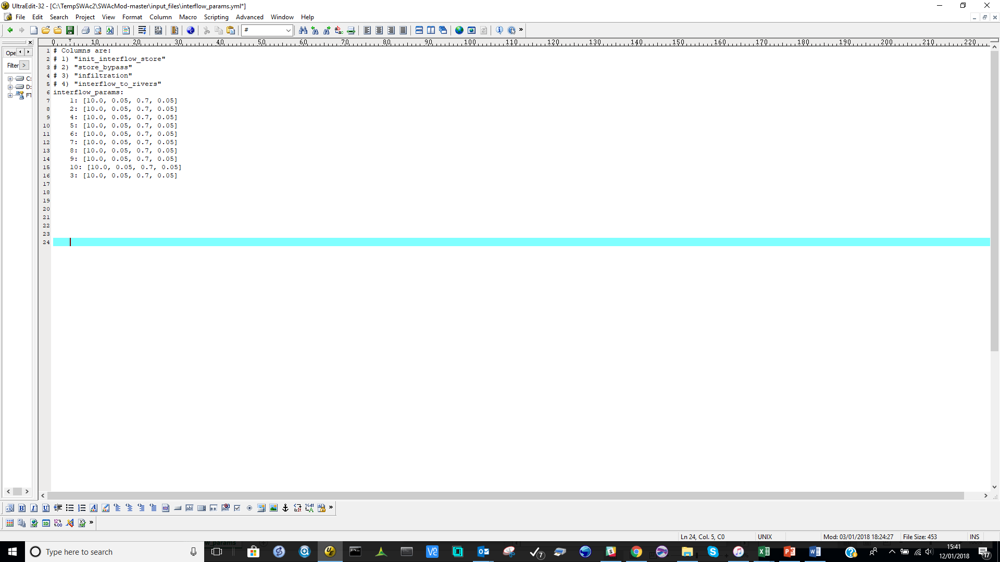 UltraEdit-32 - [C:\TempSWAc2\SWAcMod-master\input_files\interflow_params.yml*]
File Edit Search Project View Format Column Macro Scripting Advanced Window Help
#
0 10 20 30 40 50 60 70 80 90 100 110 120 130 140 150 160 170 180 190 200 210 220
Ope
Filter >
C:
D:
FT
1 # Columns are:
2 # 1) "init_interflow_store"
3 # 2) "store_bypass"
4 # 3) "infiltration"
5 # 4) "interflow_to_rivers"
6 interflow_params:
7 1: [10.0, 0.05, 0.7, 0.05]
8 2: [10.0, 0.05, 0.7, 0.05]
9 4: [10.0, 0.05, 0.7, 0.05]
10 5: [10.0, 0.05, 0.7, 0.05]
11 6: [10.0, 0.05, 0.7, 0.05]
12 7: [10.0, 0.05, 0.7, 0.05]
13 8: [10.0, 0.05, 0.7, 0.05]
14 9: [10.0, 0.05, 0.7, 0.05]
15 10: [10.0, 0.05, 0.7, 0.05]
16 3: [10.0, 0.05, 0.7, 0.05]
17
18
19
20
21
22
23
24
Ln 24, Col. 5, C0 UNIX Mod: 03/01/2018 18:24:27 File Size: 453 INS
Type here to search
15:41
12/01/2018
17